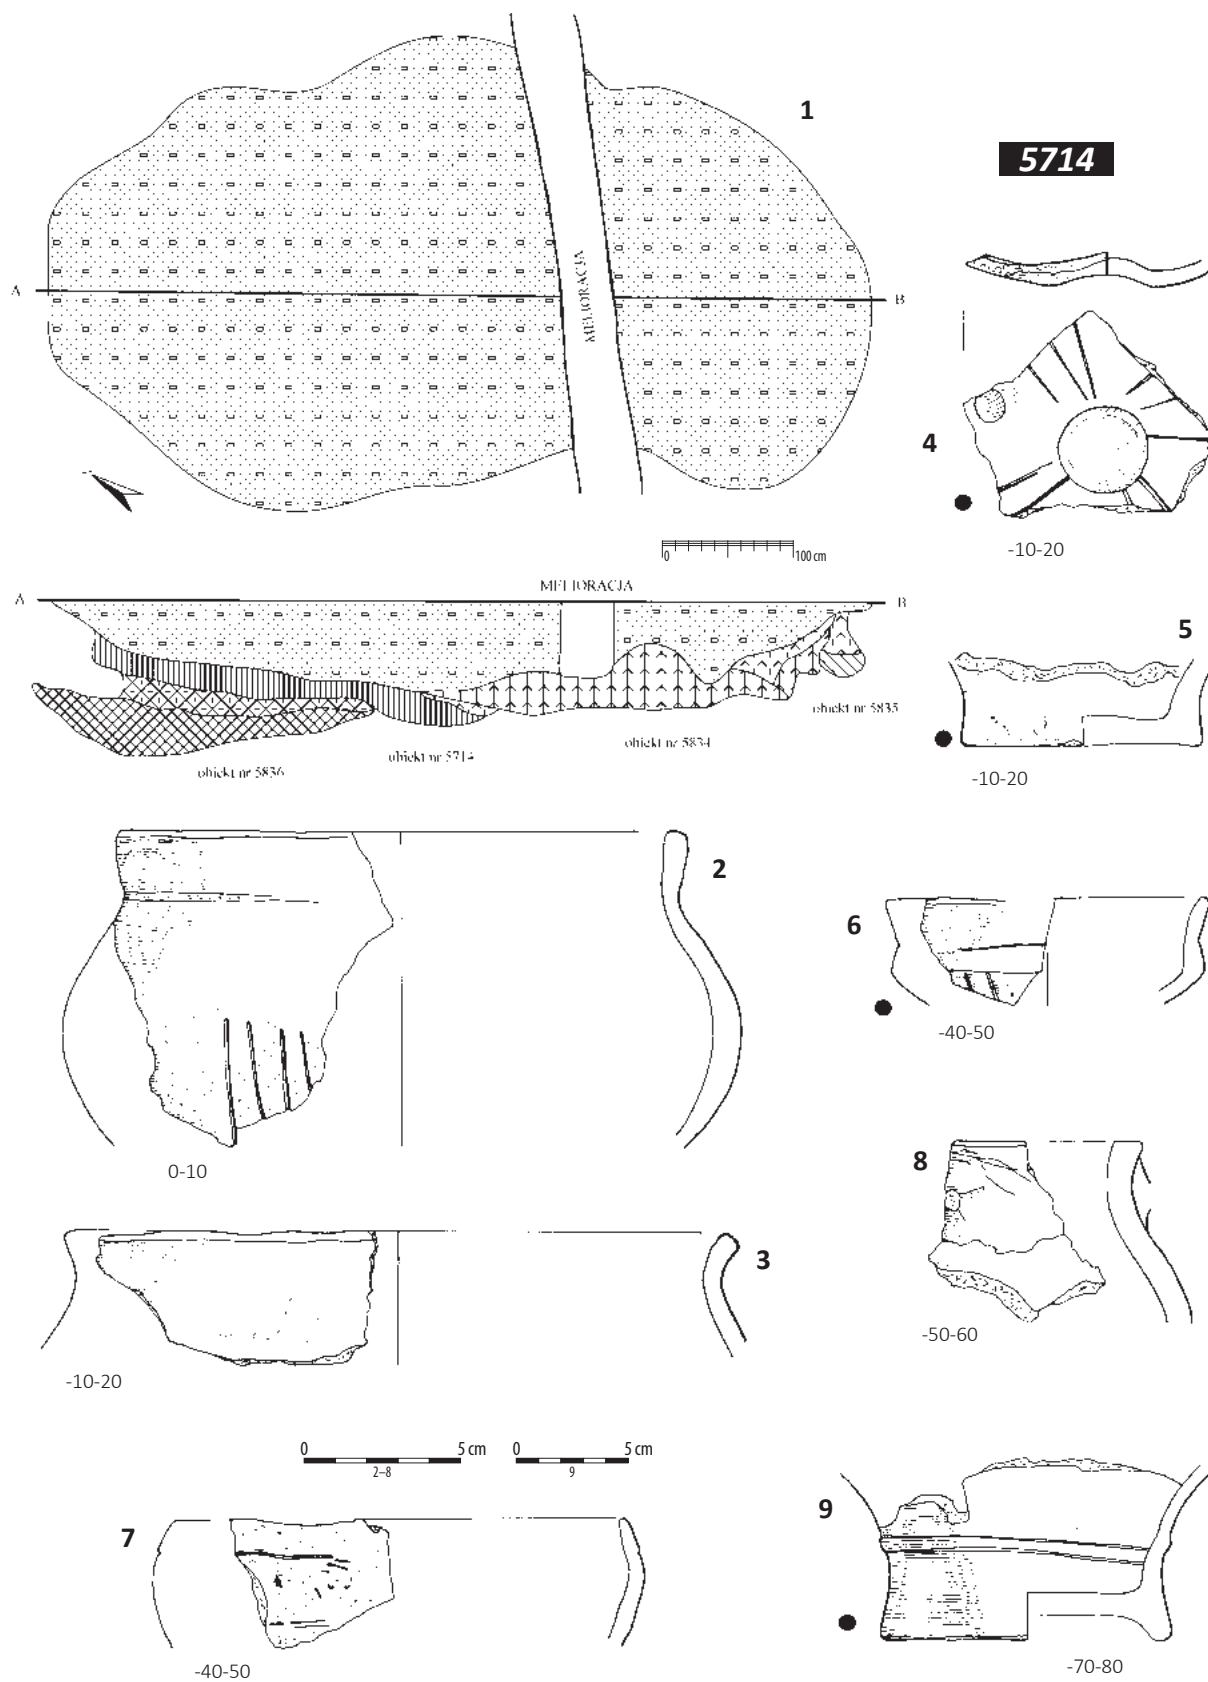 1
5714
A
MELIORACJA
B
4
-10-20
0 100 cm
MELIORACJA
A
B
5
obiekt nr 5835
obiekt nr 5834
obiekt nr 5714
obiekt nr 5836
-10-20
2
6
-40-50
0-10
8
3
-50-60
-10-20
0 5 cm 0 5 cm
2–8 9
7
9
-40-50
-70-80